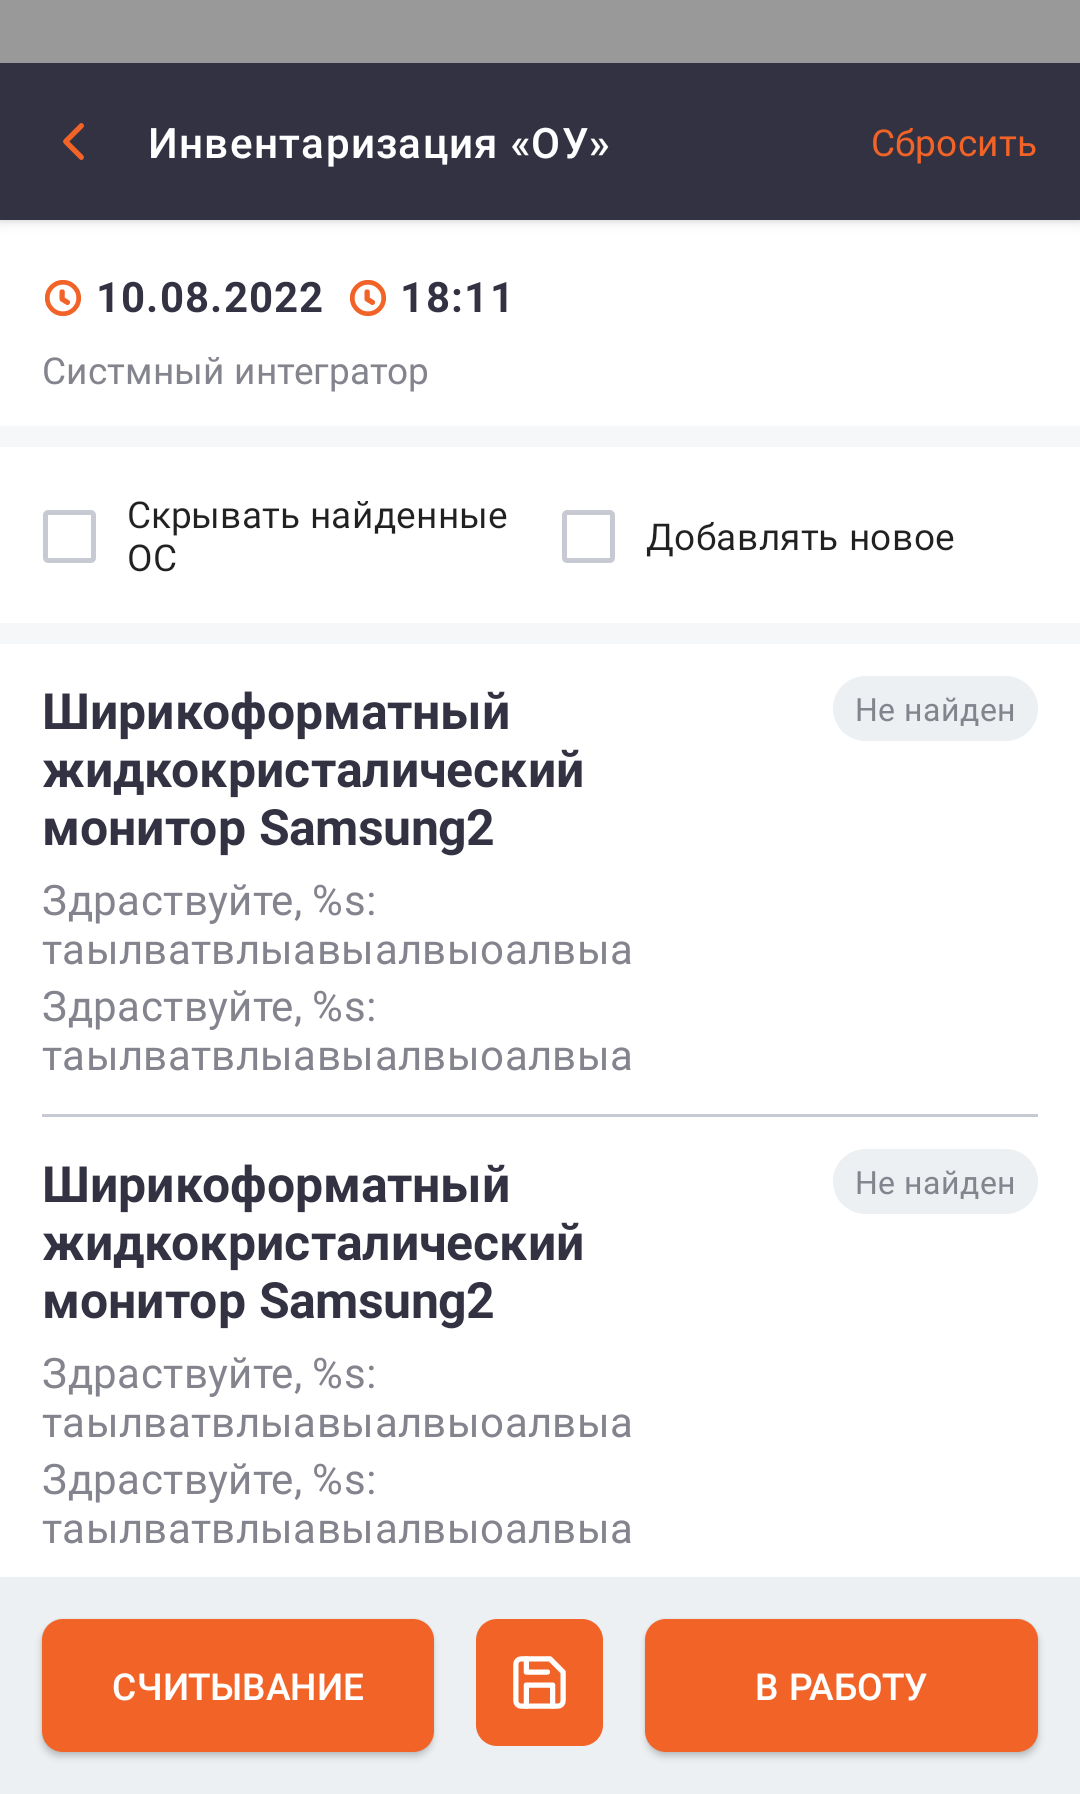 Инвентаризация «ОУ»
Сбросить
10.08.2022 18:11
Систмный интегратор
Скрывать найденные
ОС
Добавлять новое
Ширикоформатный
жидкокристалический
монитор Samsung2
Не найден
Здраствуйте, %s:
таылватвлыавыалвыоалвыа
Здраствуйте, %s:
таылватвлыавыалвыоалвыа
Ширикоформатный
жидкокристалический
монитор Samsung2
Не найден
Здраствуйте, %s:
таылватвлыавыалвыоалвыа
Здраствуйте, %s:
таылватвлыавыалвыоалвыа
СЧИТЫВАНИЕ
В РАБОТУ